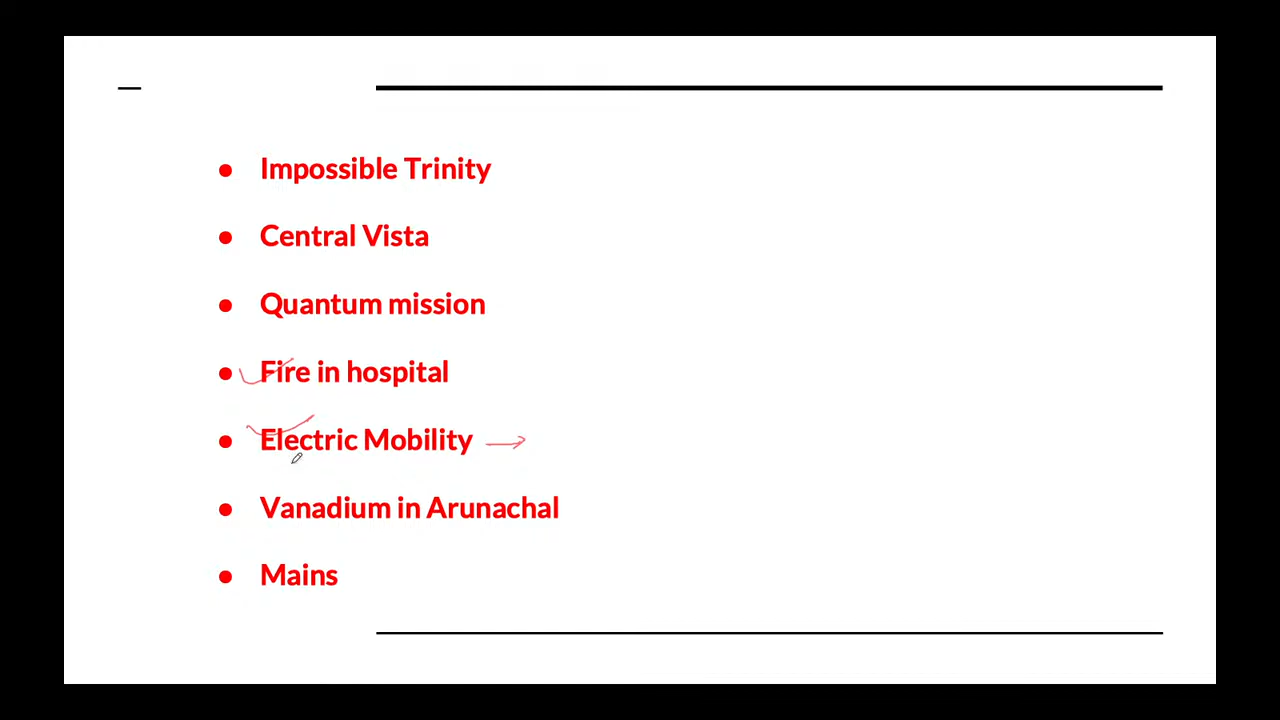 Impossible Trinity
Central Vista
Quantum mission
Fire in hospital
Electric Mobility →
Vanadium in Arunachal
Mains